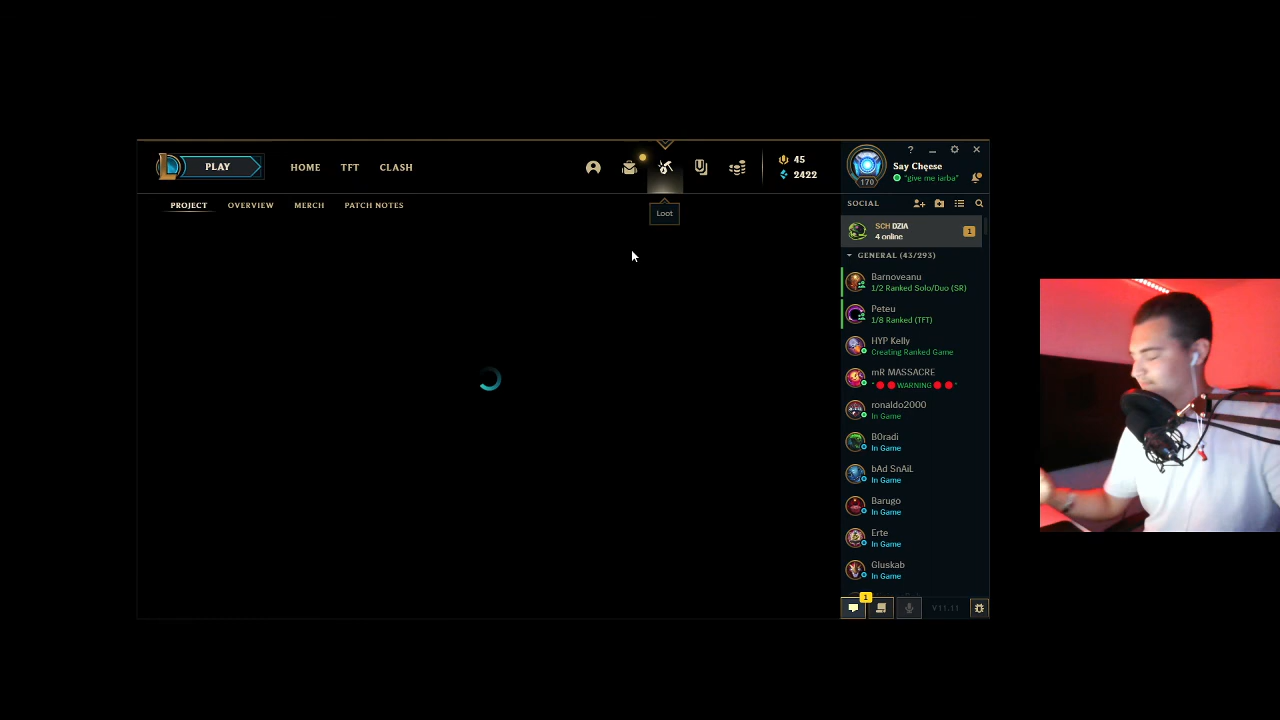 PLAY
HOME
TFT
CLASH
45
2422
?
Say Chęese
"give me iarba"
170
PROJECT
OVERVIEW
MERCH
PATCH NOTES
Loot
SOCIAL
SCH DZIA
4 online
1
GENERAL (43/293)
Barnoveanu
1/2 Ranked Solo/Duo (SR)
Peteu
1/8 Ranked (TFT)
HYP Kelly
Creating Ranked Game
mR MASSACRE
" 🔴 🔴 WARNING 🔴 🔴 "
ronaldo2000
In Game
B0radi
In Game
bAd SnAiL
In Game
Barugo
In Game
Erte
In Game
Gluskab
In Game
1
V11.11